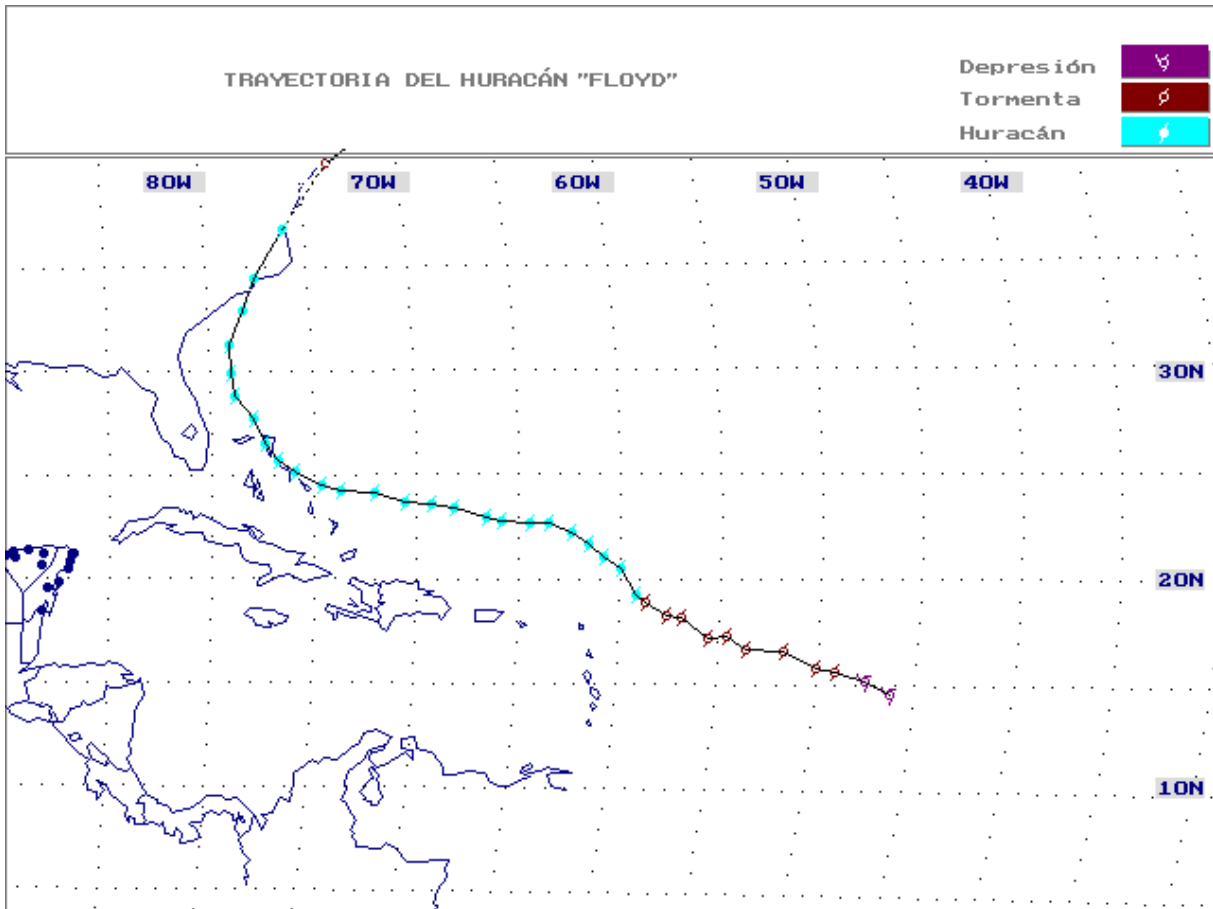 TRAYECTORIA DEL HURACÁN "FLOYD"
Depresión
Tormenta
Huracán
80W 70W 60W 50W 40W
30N
20N
10N